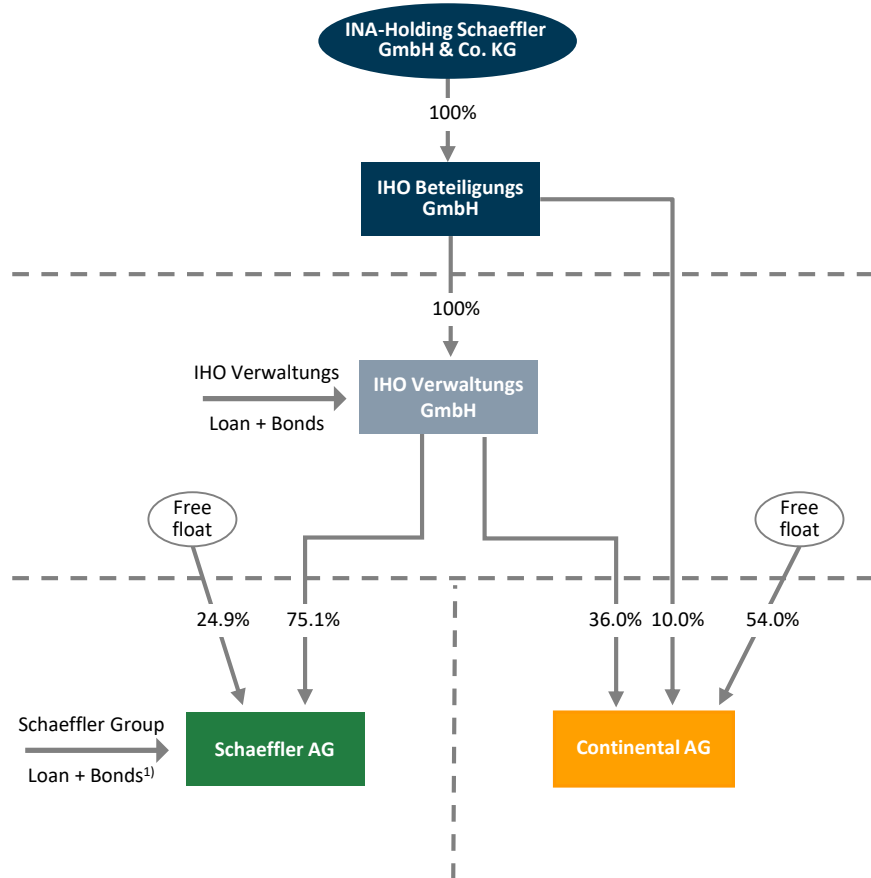 INA-Holding Schaeffler
GmbH & Co. KG
100%
IHO Beteiligungs
GmbH
100%
IHO Verwaltungs
Loan + Bonds
IHO Verwaltungs
GmbH
Free
float
Free
float
24.9%
75.1%
36.0%
10.0%
54.0%
Schaeffler Group
Loan + Bonds¹⁾
Schaeffler AG
Continental AG